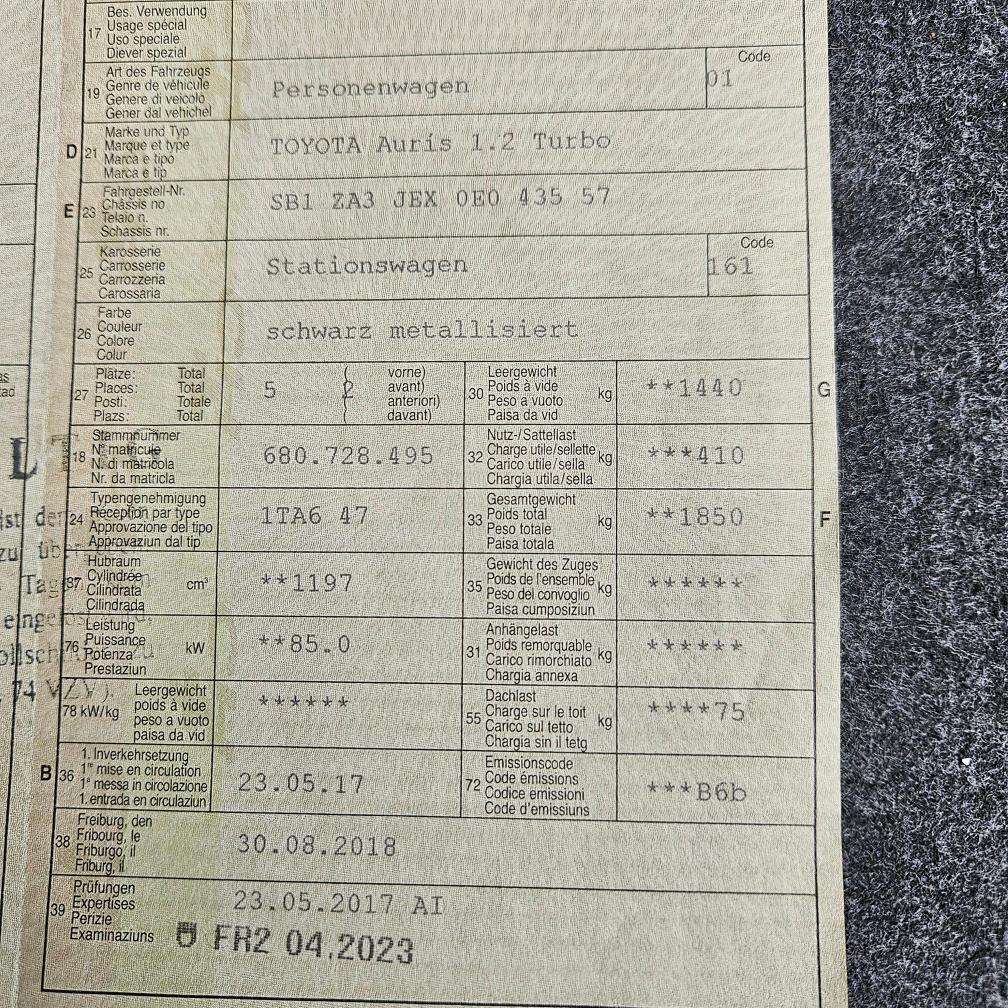 17 Bes. Verwendung
Usage spécial
Uso speciale
Diever spezial
19 Art des Fahrzeugs
Genre de véhicule
Genere di veicolo
Gener dal vehichel
Personenwagen
Code
01
D 21 Marke und Typ
Marque et type
Marca e tipo
Marca e tip
TOYOTA Auris 1.2 Turbo
E 23 Fahrgestell-Nr.
Châssis no
Telaio n.
Schassis nr.
SB1 ZA3 JEX 0E0 435 57
25 Karosserie
Carrosserie
Carrozzeria
Carossaria
Stationswagen
Code
161
26 Farbe
Couleur
Colore
Colur
schwarz metallisiert
27 Plätze: Total
Places: Total
Posti: Totale
Plazs: Total
5 ( 2 vorne)
avant)
anteriori)
davant)
30 Leergewicht
Poids à vide
Peso a vuoto
Paisa da vid
kg
**1440
G
18 Stammnummer
N° matricule
N. di matricola
Nr. da matricla
680.728.495
32 Nutz-/Sattellast
Charge utile/sellette
Carico utile/sella
Chargia utila/sella
kg
***410
24 Typengenehmigung
Réception par type
Approvazione del tipo
Approvaziun dal tip
1TA6 47
33 Gesamtgewicht
Poids total
Peso totale
Paisa totala
kg
**1850
F
37 Hubraum
Cylindrée
Cilindrata
Cilindrada
cm³
**1197
35 Gewicht des Zuges
Poids de l'ensemble
Peso del convoglio
Paisa cumposiziun
kg
******
76 Leistung
Puissance
Potenza
Prestaziun
kW
**85.0
31 Anhängelast
Poids remorquable
Carico rimorchiato
Chargia annexa
kg
******
78 kW/kg
Leergewicht
poids à vide
peso a vuoto
paisa da vid
******
55 Dachlast
Charge sur le toit
Carico sul tetto
Chargia sin il tetg
kg
****75
B 36 1. Inverkehrsetzung
1re mise en circulation
1a messa in circolazione
1. entrada en circulaziun
23.05.17
72 Emissionscode
Code émissions
Codice emissioni
Code d'emissiuns
***B6b
38 Freiburg, den
Fribourg, le
Friburgo, il
Friburg, il
30.08.2018
39 Prüfungen
Expertises
Perizie
Examinaziuns
23.05.2017 AI
FR2 04.2023
74 VZV).